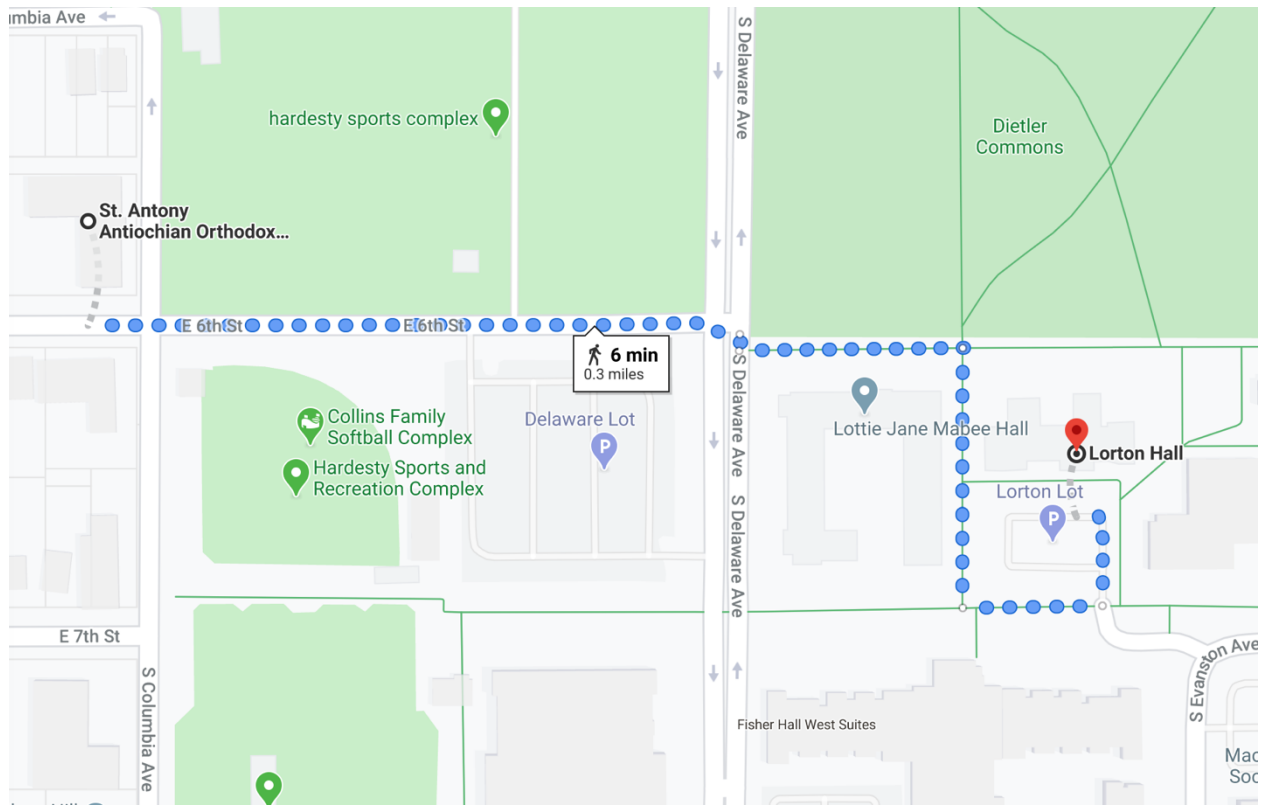 umbia Ave
S Delaware Ave
hardesty sports complex
Dietler
Commons
St. Antony
Antiochian Orthodox...
E 6th St
E 6th St
6 min
0.3 miles
S Delaware Ave
Collins Family
Softball Complex
Delaware Lot
P
Lottie Jane Mabee Hall
Lorton Hall
Hardesty Sports and
Recreation Complex
Lorton Lot
P
S Delaware Ave
E 7th St
S Columbia Ave
S Evanston Ave
Fisher Hall West Suites
Mac
Soc